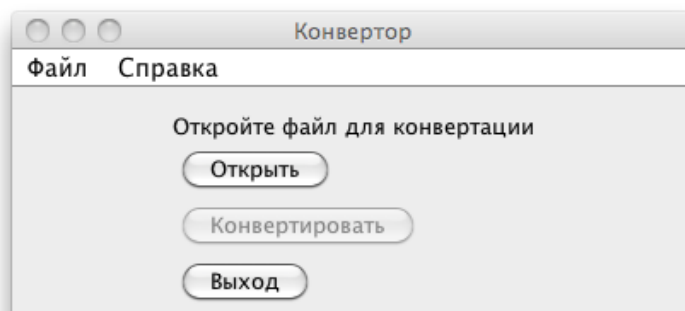 Конвертор
Файл Справка
Откройте файл для конвертации
Открыть
Конвертировать
Выход